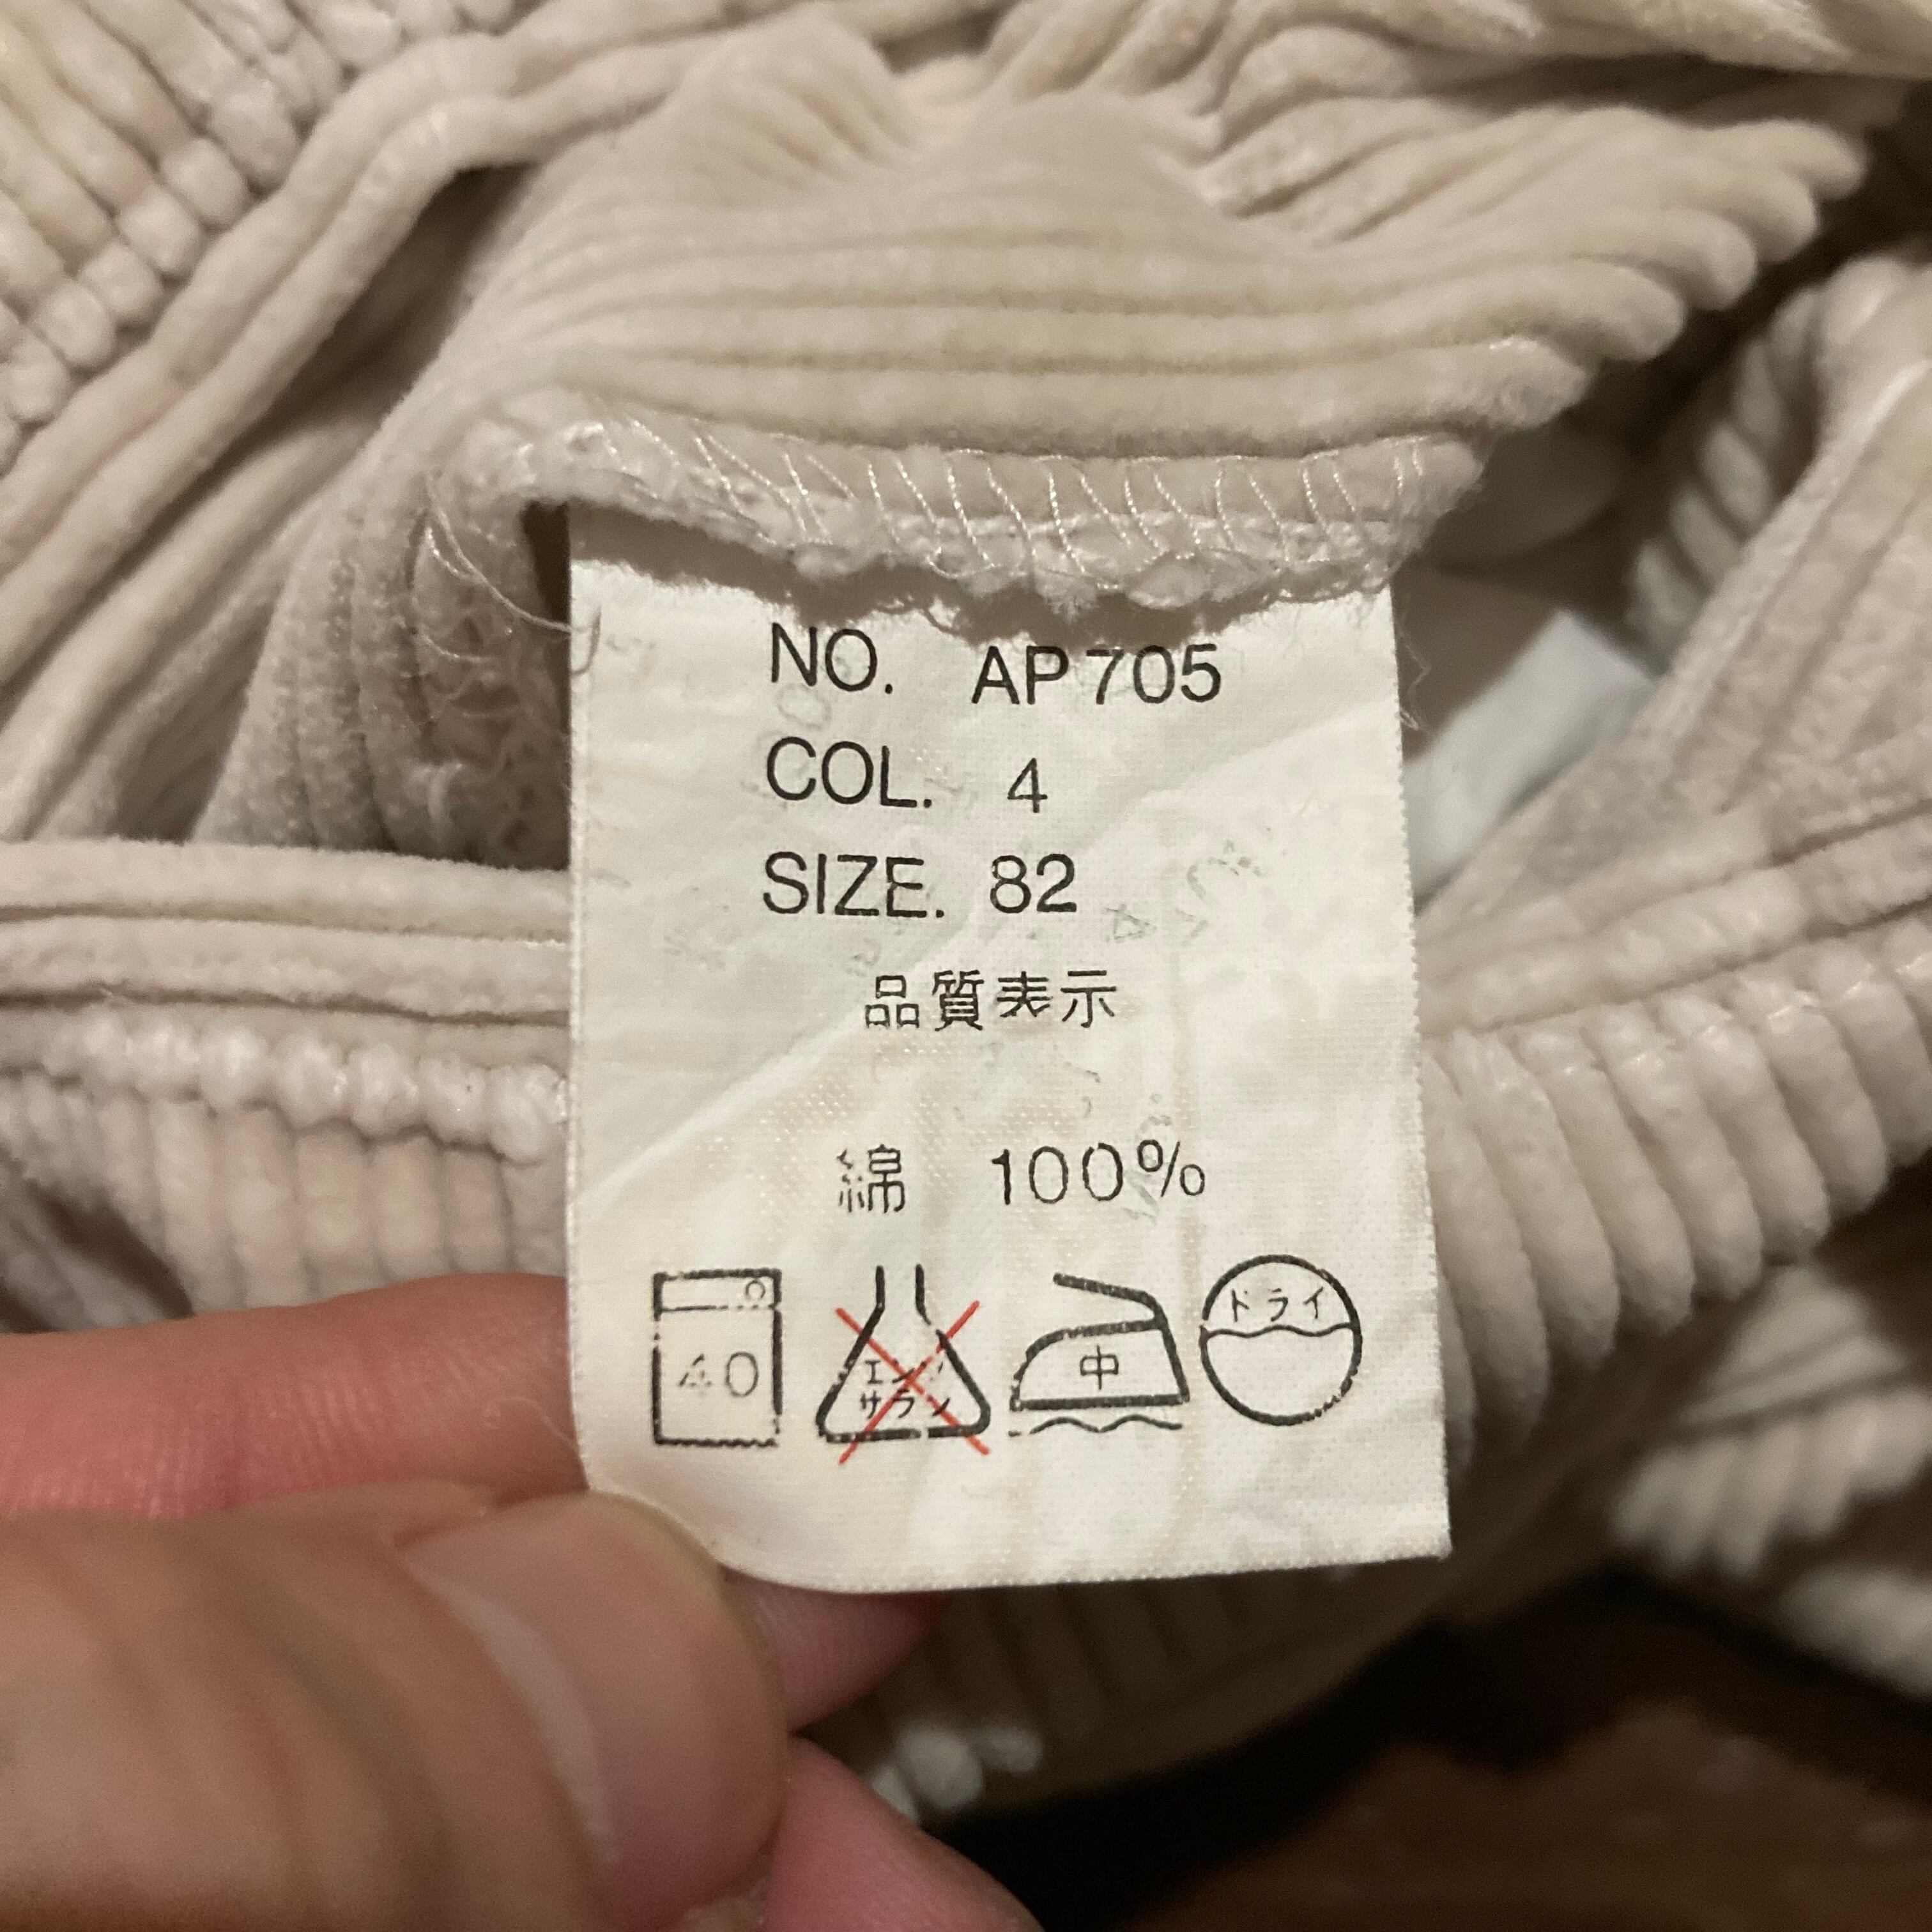 NO. AP705
COL. 4
SIZE. 82
品質表示
綿 100%
40
エンソ
サラシ
中
ドライ